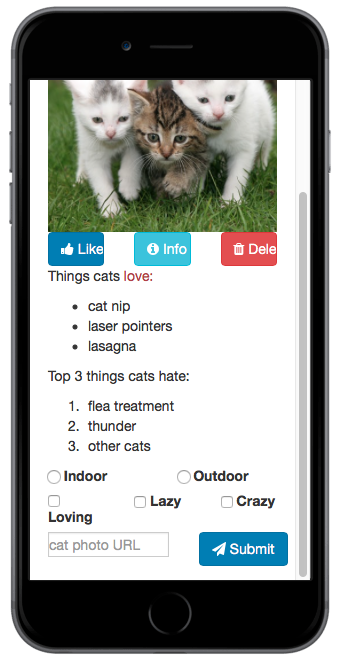 Like Info Dele
Things cats love:
cat nip
laser pointers
lasagna
Top 3 things cats hate:
1. flea treatment
2. thunder
3. other cats
Indoor Outdoor
Lazy Crazy
Loving
cat photo URL Submit